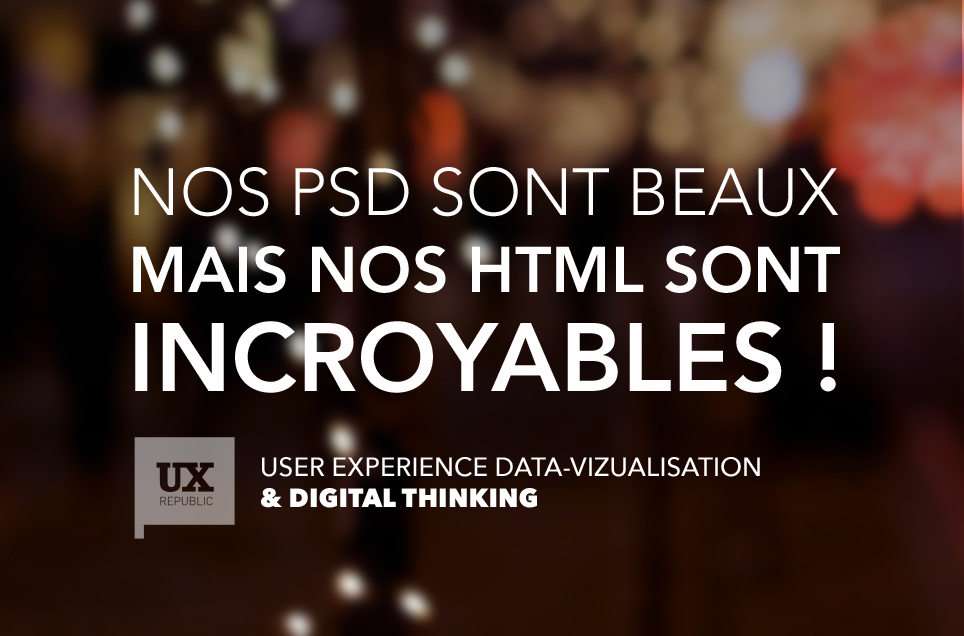 NOS PSD SONT BEAUX
MAIS NOS HTML SONT
INCROYABLES !
UX
REPUBLIC
USER EXPERIENCE DATA-VIZUALISATION
& DIGITAL THINKING